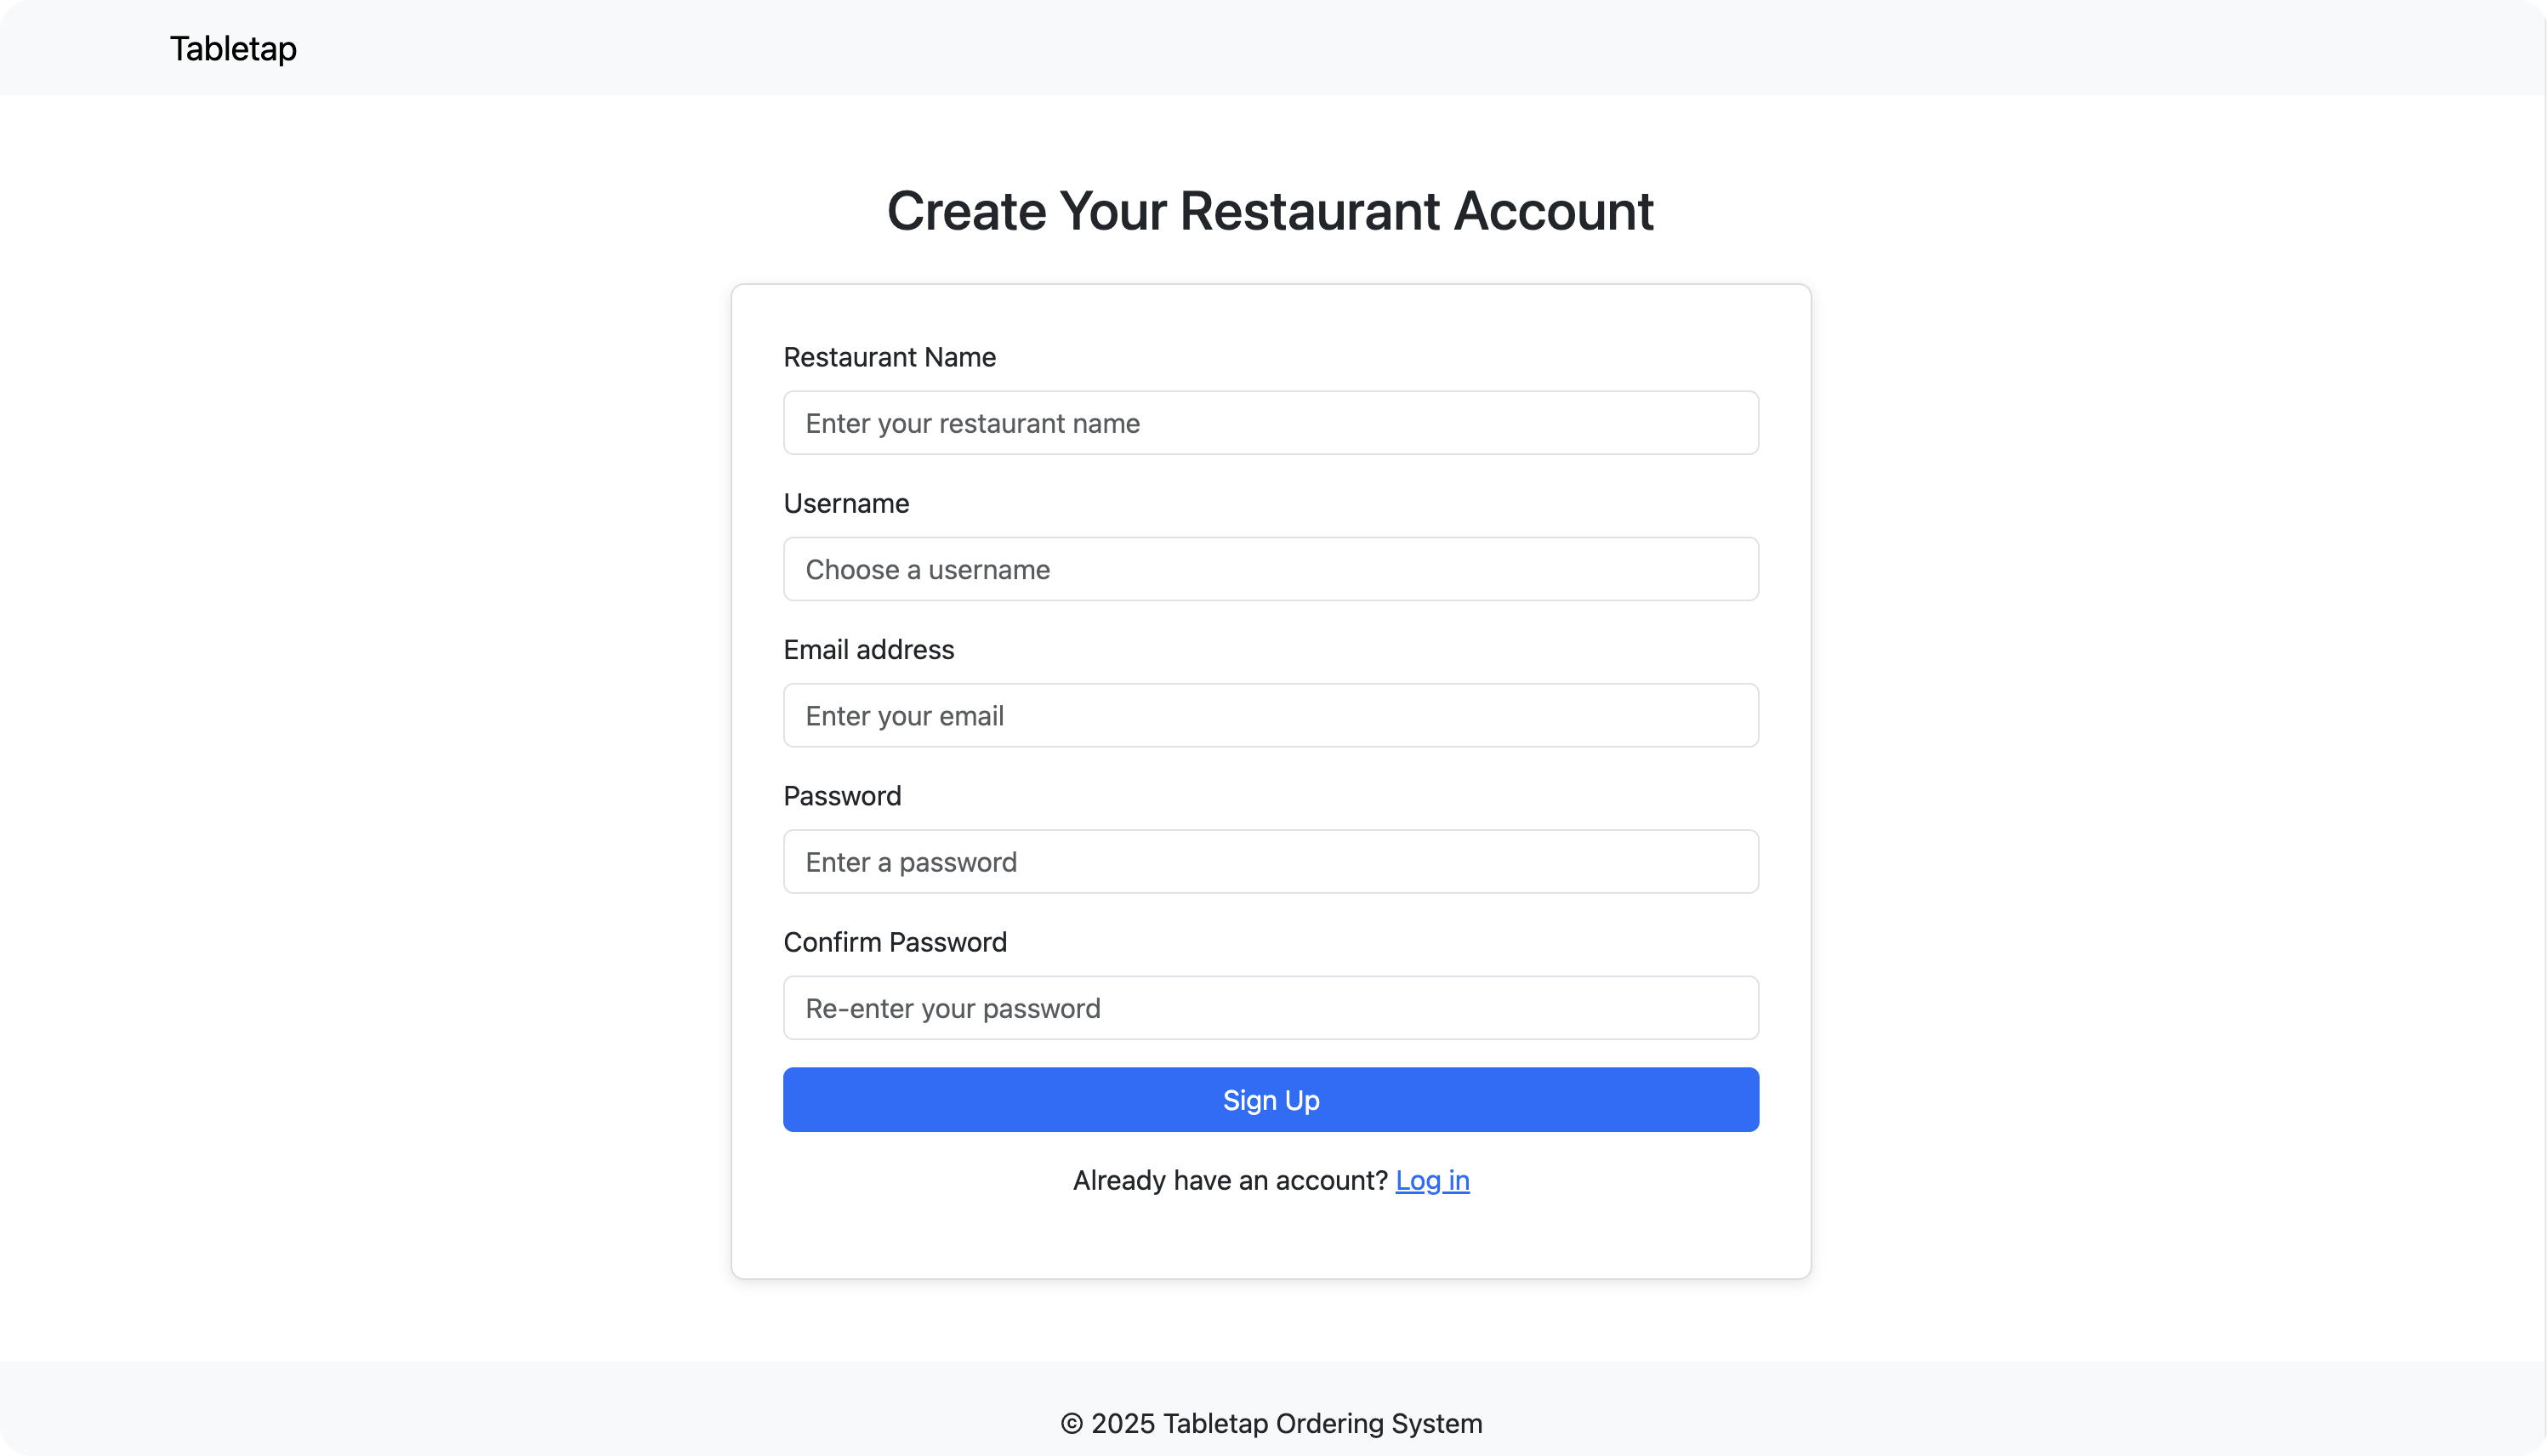 Tabletap
Create Your Restaurant Account
Restaurant Name
Enter your restaurant name
Username
Choose a username
Email address
Enter your email
Password
Enter a password
Confirm Password
Re-enter your password
Sign Up
Already have an account? Log in
© 2025 Tabletap Ordering System